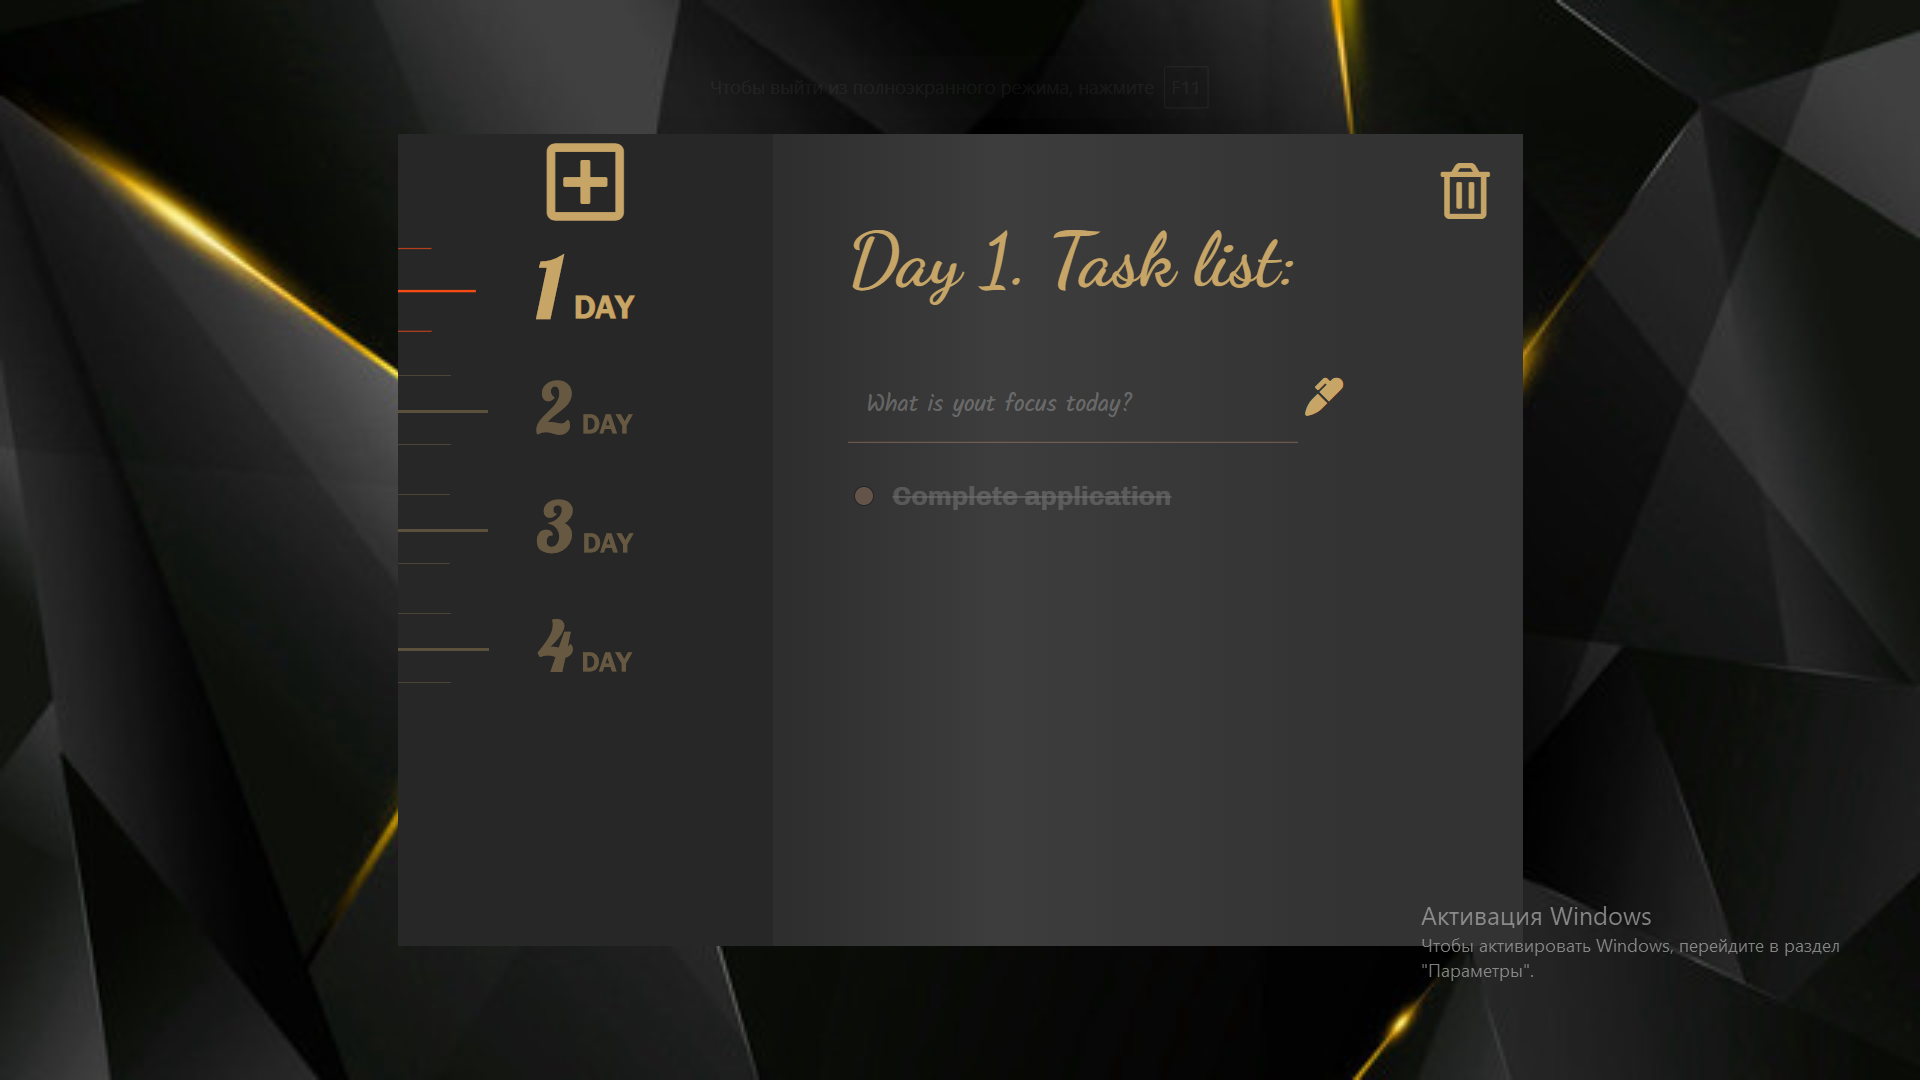 Чтобы выйти из полноэкранного режима, нажмите F11
1 DAY
2 DAY
3 DAY
4 DAY
Day 1. Task list:
What is yout focus today?
Complete application
Активация Windows
Чтобы активировать Windows, перейдите в раздел
"Параметры".